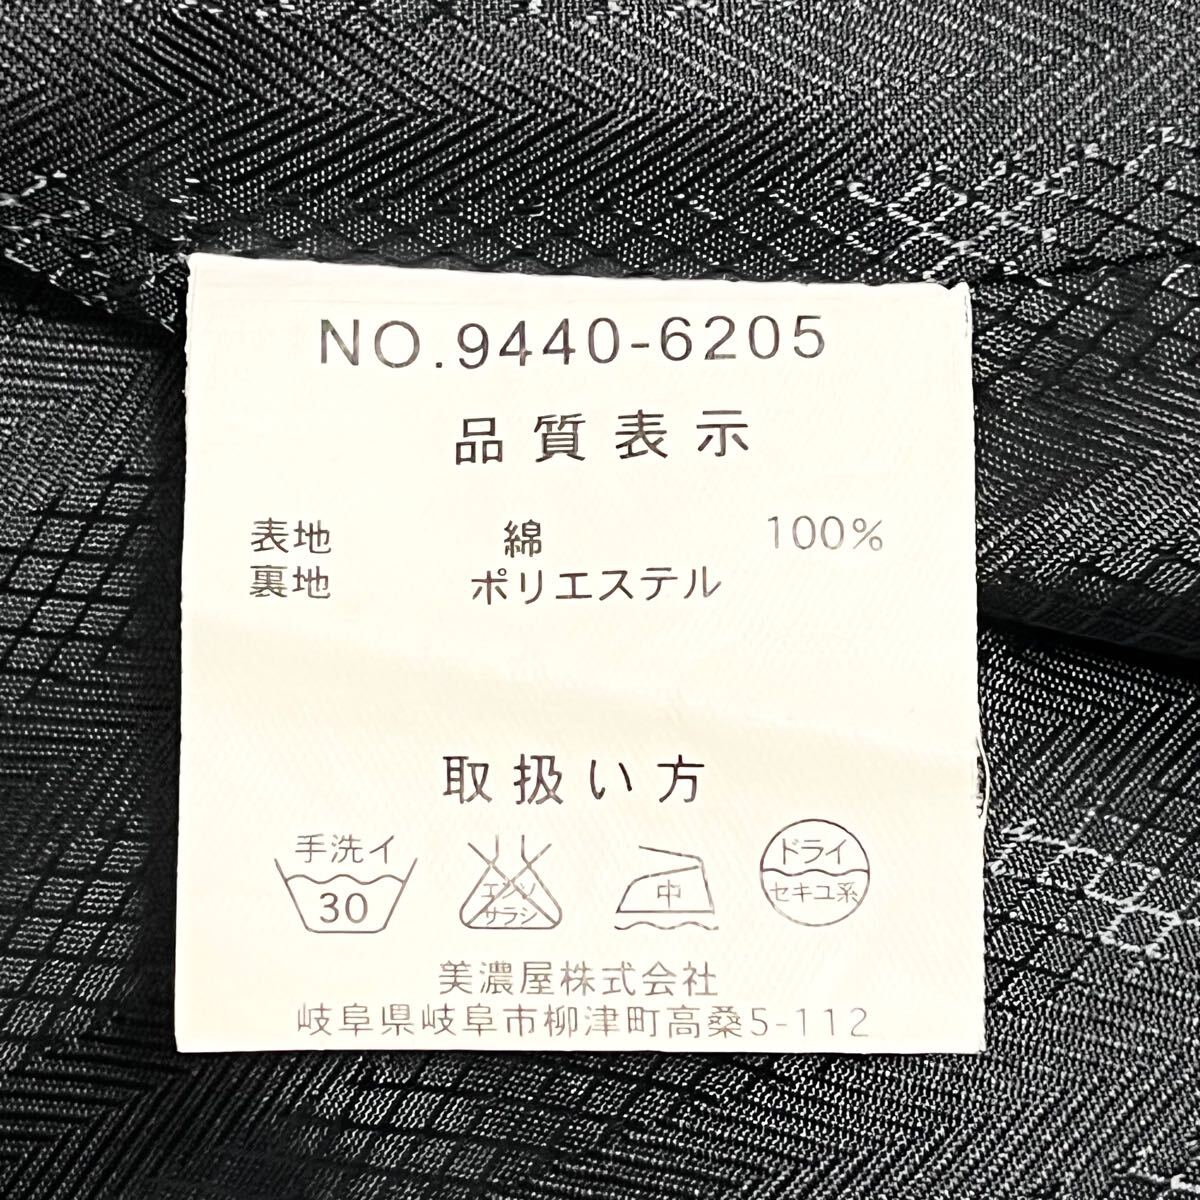 NO.9440-6205
品質表示
表地 綿 100%
裏地 ポリエステル
取扱い方
手洗イ
30
エンソ
サラシ
中
ドライ
セキユ系
美濃屋株式会社
岐阜県岐阜市柳津町高桑5-112